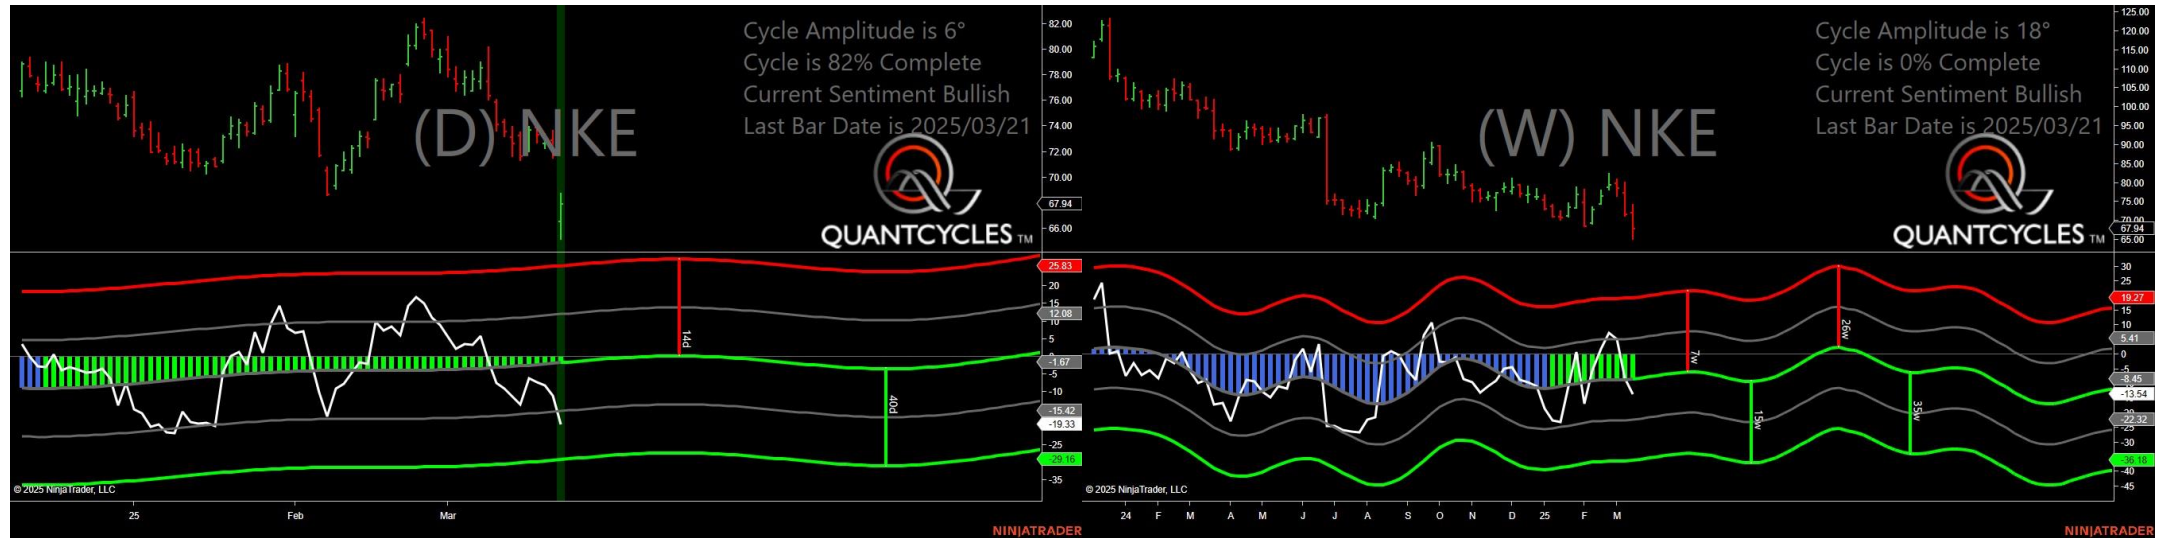 Cycle Amplitude is 6°
Cycle is 82% Complete
Current Sentiment Bullish
Last Bar Date is 2025/03/21
(D) NKE
QUANTCYCLES TM
82.00
80.00
78.00
76.00
74.00
72.00
70.00
67.94
66.00
25.83
20
15
12.08
10
5
-1.67
-5
-10
-15.42
-19.33
-25
-29.16
-35
14d
40d
© 2025 NinjaTrader, LLC
25 Feb Mar
NINJATRADER
Cycle Amplitude is 18°
Cycle is 0% Complete
Current Sentiment Bullish
Last Bar Date is 2025/03/21
(W) NKE
QUANTCYCLES TM
125.00
120.00
115.00
110.00
105.00
100.00
95.00
90.00
85.00
80.00
75.00
70.00
67.94
65.00
30
25
19.27
15
10
5.41
0
-5
-8.45
-13.54
-22.32
-25
-30
-36.18
-40
-45
7w
15w
26w
35w
© 2025 NinjaTrader, LLC
24 F M A M J J A S O N D 25 F M
NINJATRADER